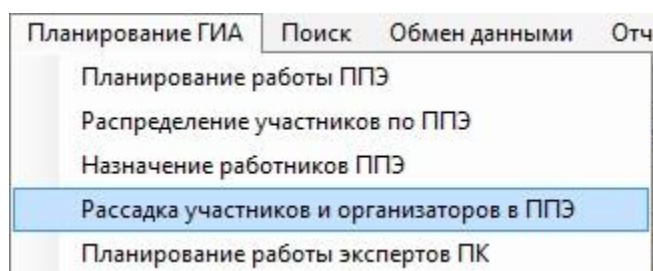 Планирование ГИА Поиск Обмен данными Отч
Планирование работы ППЭ
Распределение участников по ППЭ
Назначение работников ППЭ
Рассадка участников и организаторов в ППЭ
Планирование работы экспертов ПК